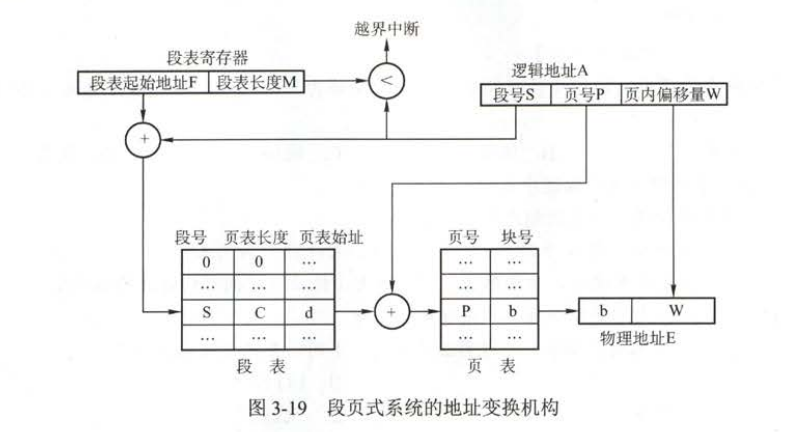 越界中断
段表寄存器
段表起始地址F 段表长度M
<
逻辑地址A
段号S 页号P 页内偏移量W
+
段号 页表长度 页表始址
0 0 …
… … …
S C d
… … …
段 表
+
页号 块号
… …
… …
P b
… …
页 表
b W
物理地址E
图 3-19 段页式系统的地址变换机构